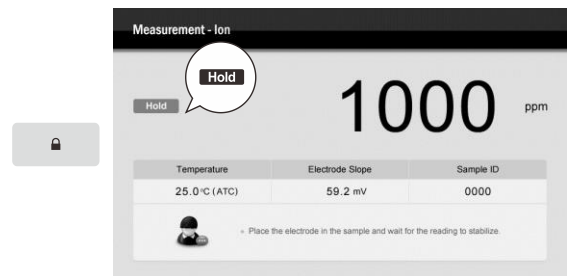 Measurement - Ion
Hold
Hold
1000 ppm
Temperature Electrode Slope Sample ID
25.0 °C (ATC) 59.2 mV 0000
Place the electrode in the sample and wait for the reading to stabilize.